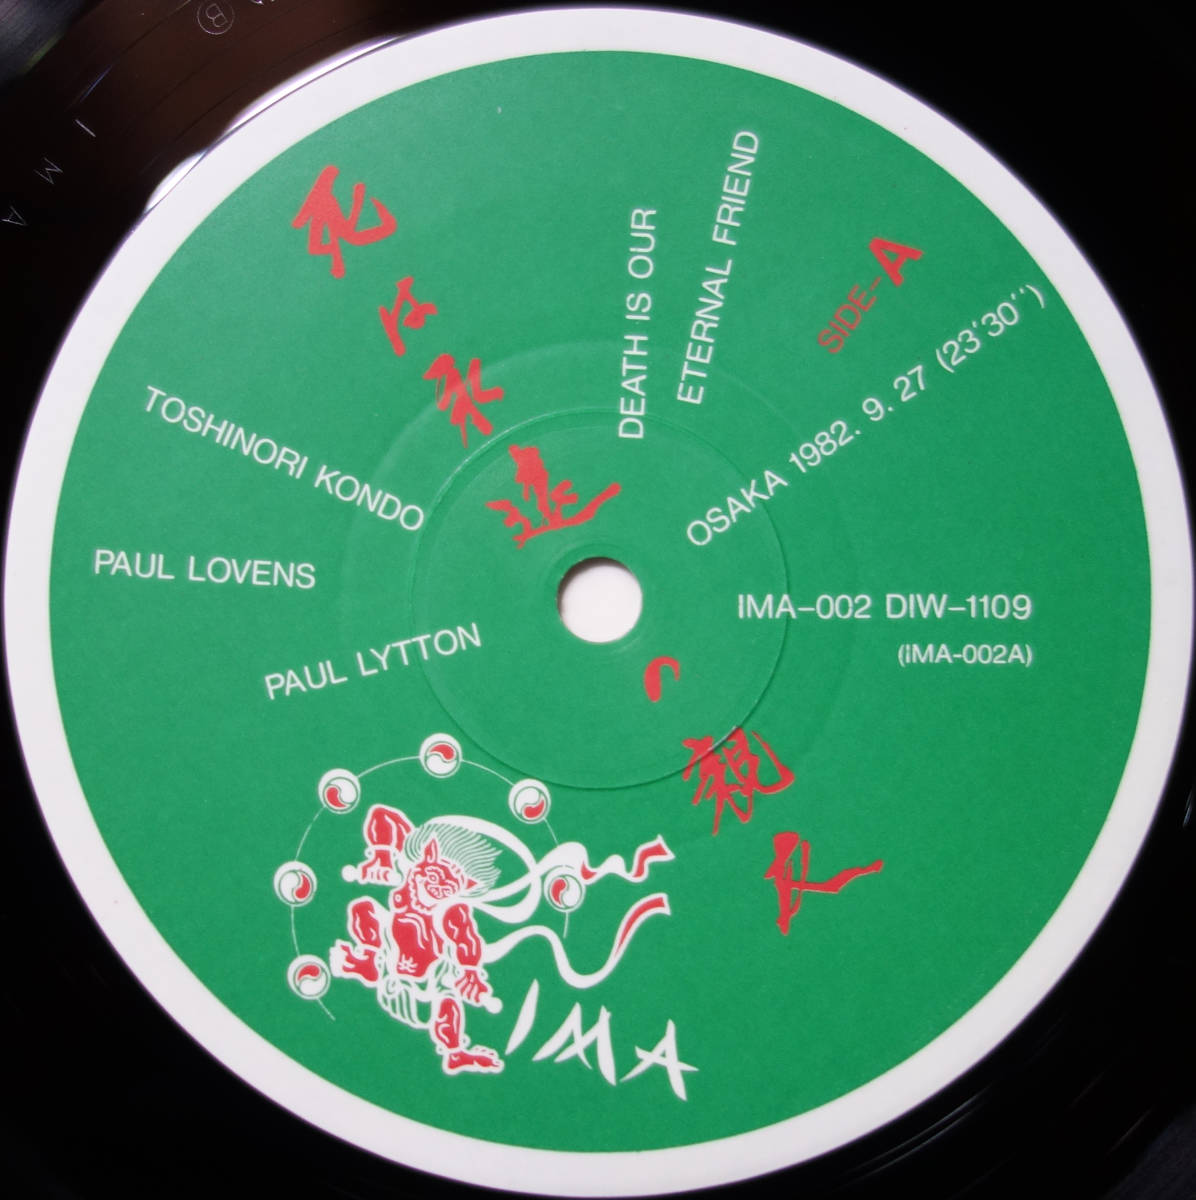 死は永遠の親友
DEATH IS OUR
ETERNAL FRIEND
SIDE-A
OSAKA 1982. 9. 27 (23'30'')
TOSHINORI KONDO
PAUL LOVENS
PAUL LYTTON
IMA-002 DIW-1109
(IMA-002A)
IMA
I M A
B